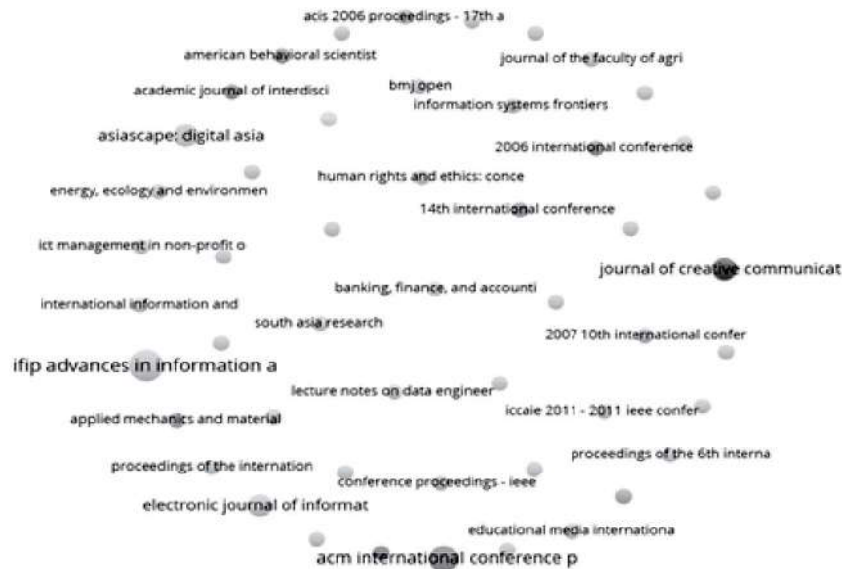 acis 2006 proceedings - 17th a
american behavioral scientist
journal of the faculty of agri
academic journal of interdisci
bmj open
information systems frontiers
asiascape: digital asia
2006 international conference
energy, ecology and environmen
human rights and ethics: conce
14th international conference
ict management in non-profit o
journal of creative communicat
banking, finance, and accounti
international information and
south asia research
2007 10th international confer
ifip advances in information a
lecture notes on data engineer
iccaie 2011 - 2011 ieee confer
applied mechanics and material
proceedings of the 6th interna
proceedings of the internation
conference proceedings - ieee
electronic journal of informat
educational media internationa
acm international conference p